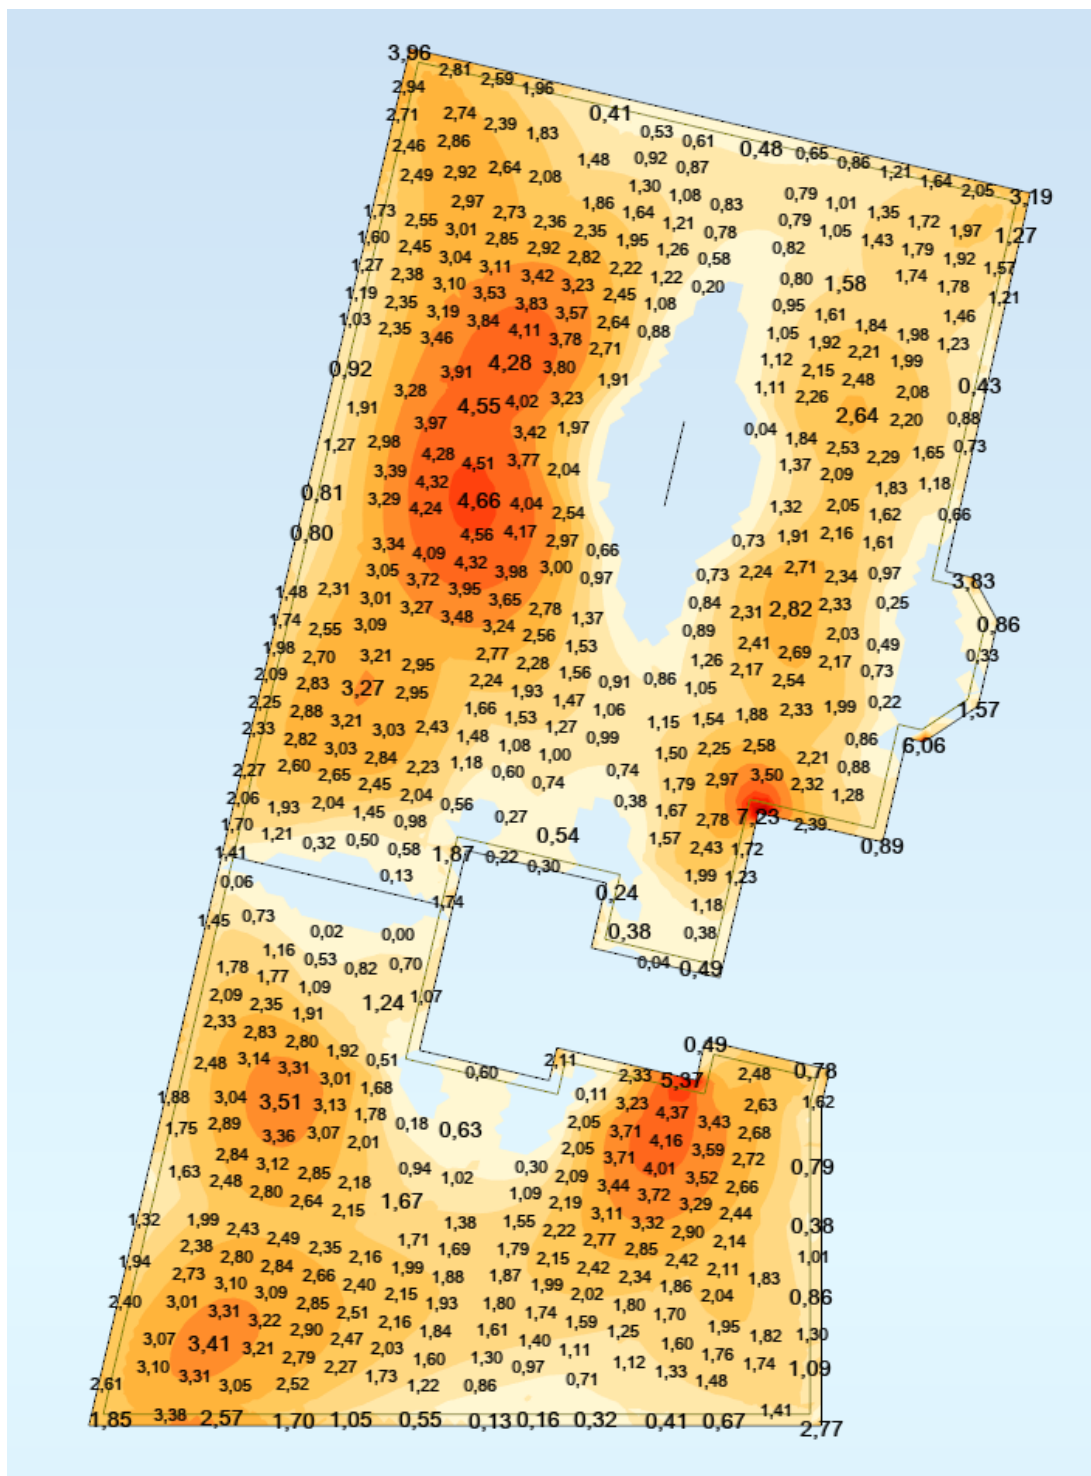 3,96
2,81 2,59 1,96
2,94
2,71 2,74 2,39 1,83 0,41
0,53 0,61 0,48 0,65 0,86 1,21 1,64 2,05 3,19
2,46 2,86 1,48 0,92 0,87
2,49 2,92 2,64 2,08 1,30 1,08 0,83 0,79 1,01 1,35 1,72 1,97 1,27
1,73 2,55 2,97 2,73 2,36 1,86 1,64 1,21 0,78 0,79 1,05 1,43 1,79 1,92 1,57
1,60 2,45 3,01 2,85 2,92 2,35 1,95 1,26 0,58 0,82
1,27 2,38 3,04 3,11 3,42 2,82 2,22 1,22 0,20 0,80 1,58 1,74 1,78 1,21
1,19 2,35 3,10 3,53 3,83 3,23 2,45 1,08 0,95 1,61 1,84 1,98 1,46
1,03 2,35 3,19 3,84 4,11 3,57 2,64 0,88 1,05 1,92 2,21 1,99 1,23
3,46 3,78 2,71
0,92 3,91 4,28 3,80 1,91 1,12 2,15 2,48 2,08 0,43
3,28 1,11 2,26
1,91 4,55 4,02 3,23 2,64 2,20 0,88
3,97 3,42 1,97 0,04
1,27 2,98 4,28 4,51 3,77 2,04 1,84 2,53 2,29 1,65 0,73
3,39 4,32 1,37 2,09
0,81 3,29 4,24 4,66 4,04 2,54 1,32 2,05 1,83 1,18
1,62 0,66
0,80 3,34 4,09 4,56 4,17 2,97 0,66 0,73 1,91 2,16 1,61
3,05 3,72 4,32 3,98 3,00 0,97 0,73 2,24 2,71 2,34 0,97 3,83
1,48 2,31 3,01 3,27 3,95 3,65 2,78 1,37 0,84 2,31 2,82 2,33 0,25
1,74 2,55 3,09 3,48 3,24 2,56 0,89 0,86
1,98 2,70 3,21 2,95 2,77 2,28 1,53 1,26 2,41 2,69 2,03 0,49 0,33
2,09 2,83 3,27 2,95 2,24 1,93 1,56 0,91 0,86 1,05 2,17 2,54 2,17 0,73
2,25 2,88 3,21 3,03 2,43 1,66 1,53 1,47 1,06 1,15 1,54 1,88 2,33 1,99 0,22 1,57
2,33 2,82 3,03 2,84 2,23 1,48 1,08 1,27 0,99 1,50 2,25 2,58 2,21 0,86 6,06
2,27 2,60 2,65 2,45 2,04 1,18 0,60 1,00 0,74 1,79 2,97 3,50 2,32 0,88
0,74 1,28
2,06 1,93 2,04 1,45 0,98 0,56 0,27 0,38 1,67 2,78 7,23 2,39
1,70 1,21 0,32 0,50 0,58 0,54 1,57 2,43 1,72 0,89
1,41 1,87 0,22 0,30
0,06 0,13 0,24 1,99 1,23
1,74 1,18
1,45 0,73 0,02 0,00 0,38 0,38
1,16 0,53 0,82 0,70 0,04 0,49
1,78 1,77 1,09 1,24 1,07
2,09 2,35 1,91
2,33 2,83 2,80 1,92 0,51 0,49
2,48 3,14 3,31 3,01 1,68 0,60 2,11 2,33 5,37 2,48 0,78
1,88 3,04 3,51 3,13 1,78 0,18 0,63 0,11 3,23 4,37 3,43 2,63 1,62
1,75 2,89 3,36 3,07 2,01 2,05 3,71 4,16 3,59 2,68
1,63 2,84 3,12 2,85 2,18 0,94 1,02 0,30 2,05 3,71 4,01 3,52 2,72 0,79
2,48 2,80 2,64 2,15 1,67 1,09 2,09 3,44 3,72 3,29 2,66
1,32 1,99 2,43 2,49 2,35 1,71 1,38 1,55 2,19 3,11 3,32 2,90 2,44 0,38
1,94 2,38 2,80 2,84 2,66 2,16 1,99 1,69 1,79 2,22 2,77 2,85 2,42 2,14 1,01
2,73 3,10 3,09 2,85 2,40 2,15 1,88 1,87 2,15 2,42 2,34 1,86 2,11 1,83
2,40 3,01 3,31 3,22 2,90 2,51 2,16 1,93 1,80 1,99 2,02 1,80 1,70 2,04 0,86
3,07 3,41 3,21 2,79 2,47 2,03 1,84 1,61 1,74 1,59 1,25 1,60 1,95 1,82 1,30
3,10 3,31 3,05 2,52 2,27 1,73 1,60 1,30 1,40 1,11 1,12 1,33 1,76 1,74 1,09
2,61 1,22 0,86 0,97 0,71 1,48
1,85 3,38 2,57 1,70 1,05 0,55 0,13 0,16 0,32 0,41 0,67 1,41 2,77